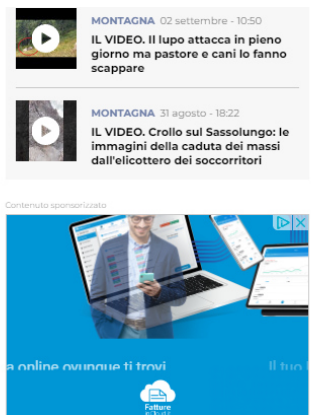 MONTAGNA 02 settembre - 10:50
IL VIDEO. Il lupo attacca in pieno
giorno ma pastore e cani lo fanno
scappare
MONTAGNA 31 agosto - 18:22
IL VIDEO. Crollo sul Sassolungo: le
immagini della caduta dei massi
dall'elicottero dei soccorritori
Contenuto sponsorizzato
a online ovunque ti trovi
Il tuo
Fatture
in Cloud